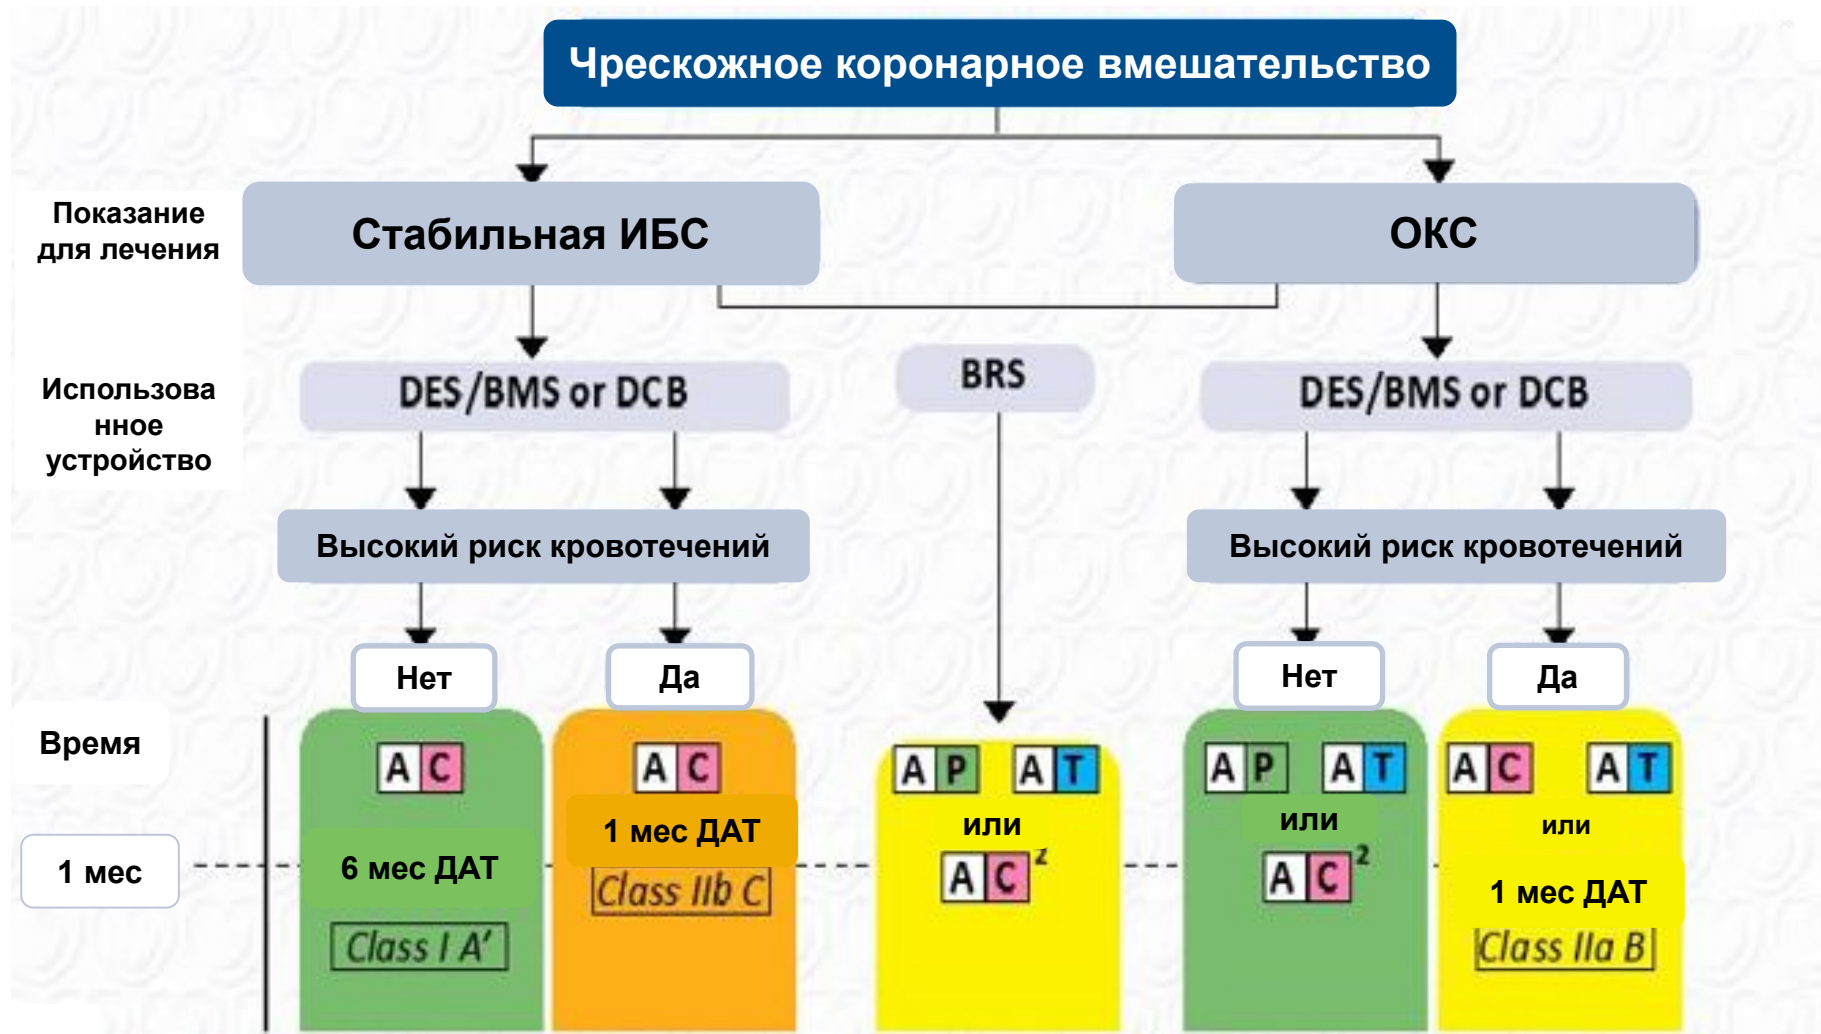 Чрескожное коронарное вмешательство
Показание
для лечения
Стабильная ИБС
ОКС
Использова
нное
устройство
DES/BMS or DCB
BRS
DES/BMS or DCB
Высокий риск кровотечений
Высокий риск кровотечений
Нет
Да
Нет
Да
Время
A C
A C
A P A T
A P A T
A C A T
1 мес
6 мес ДАТ
Class I A'
1 мес ДАТ
Class IIb C
или
A C 2
или
A C 2
или
1 мес ДАТ
Class IIa B